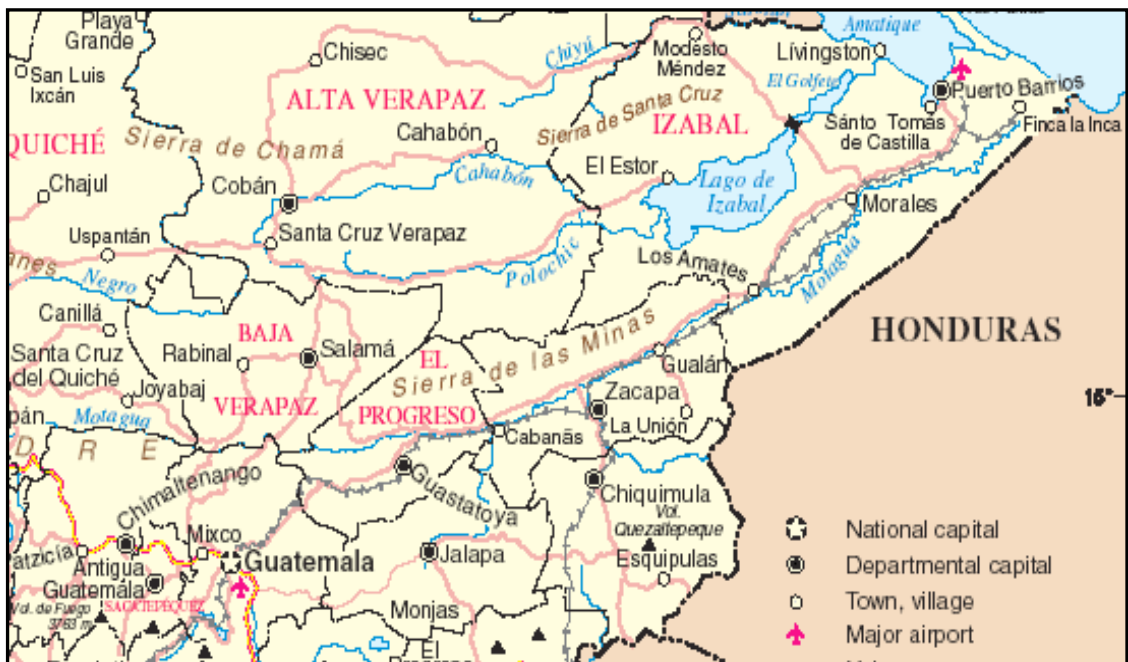 Playa
Grande
San Luis
Ixcán
Chisec
Chiyú
Modesto
Méndez
Amatique
Lívingston
El Golfete
Puerto Barrios
Sánto Tomás
de Castilla
Finca la Inca
ALTA VERAPAZ
Sierra de Santa Cruz
IZABAL
QUICHÉ
Sierra de Chamá
Cahabón
Cahabón
El Estor
Lago de
Izabal
Chajul
Cobán
Morales
Uspantán
Santa Cruz Verapaz
Polochic
Los Amates
Motagua
Negro
Canillá
BAJA
VERAPAZ
Rabinal
Salamá
EL
PROGRESO
Sierra de las Minas
Gualán
HONDURAS
Santa Cruz
del Quiché
Joyabaj
Motagua
Zacapa
La Unión
15°
Cabanãs
D R E
Chimaltenango
Guastatoya
Chiquimula
Vol.
Quezaltepeque
Mixco
Guatemala
Jalapa
Esquipulas
Antigua
Guatemala
SACATEPÉQUEZ
Vol. de Fuego
3763 m
Monjas
El
National capital
Departmental capital
Town, village
Major airport